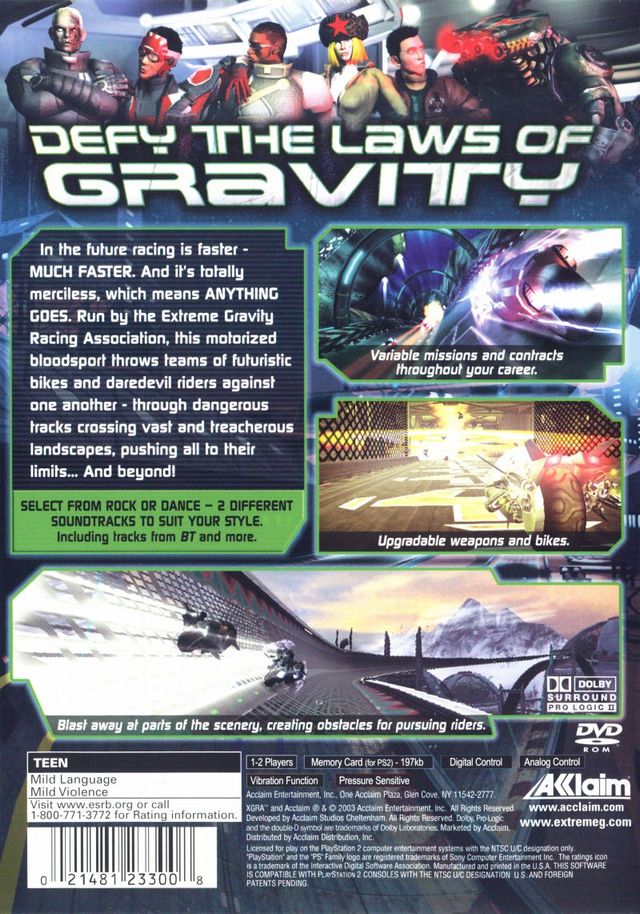 DEFY THE LAWS OF
GRAVITY
In the future racing is faster -
MUCH FASTER. And it's totally
merciless, which means ANYTHING
GOES. Run by the Extreme Gravity
Racing Association, this motorized
bloodsport throws teams of futuristic
bikes and daredevil riders against
one another - through dangerous
tracks crossing vast and treacherous
landscapes, pushing all to their
limits... And beyond!
SELECT FROM ROCK OR DANCE – 2 DIFFERENT
SOUNDTRACKS TO SUIT YOUR STYLE.
Including tracks from BT and more.
Variable missions and contracts
throughout your career.
Upgradable weapons and bikes.
Blast away at parts of the scenery, creating obstacles for pursuing riders.
DOLBY
SURROUND
PRO LOGIC II
DVD
ROM
TEEN
Mild Language
Mild Violence
Visit www.esrb.org or call
1-800-771-3772 for Rating information.
0 21481 23300 8
1-2 Players
Memory Card (for PS2) - 197kb
Digital Control
Analog Control
Vibration Function
Pressure Sensitive
Acclaim Entertainment, Inc., One Acclaim Plaza, Glen Cove, NY 11542-2777.
XGRA™ and Acclaim ® & © 2003 Acclaim Entertainment, Inc. All Rights Reserved.
Developed by Acclaim Studios Cheltenham. All Rights Reserved. Dolby, Pro-Logic
and the double-D symbol are trademarks of Dolby Laboratories. Marketed by Acclaim.
Distributed by Acclaim Distribution, Inc.
Licensed for play on the PlayStation 2 computer entertainment systems with the NTSC U/C designation only.
"PlayStation" and the "PS" Family logo are registered trademarks of Sony Computer Entertainment Inc. The ratings icon
is a trademark of the Interactive Digital Software Association. Manufactured and printed in the U.S.A. THIS SOFTWARE
IS COMPATIBLE WITH PLAYSTATION 2 CONSOLES WITH THE NTSC U/C DESIGNATION. U.S. AND FOREIGN
PATENTS PENDING.
AKklaim
www.acclaim.com
www.extremeg.com